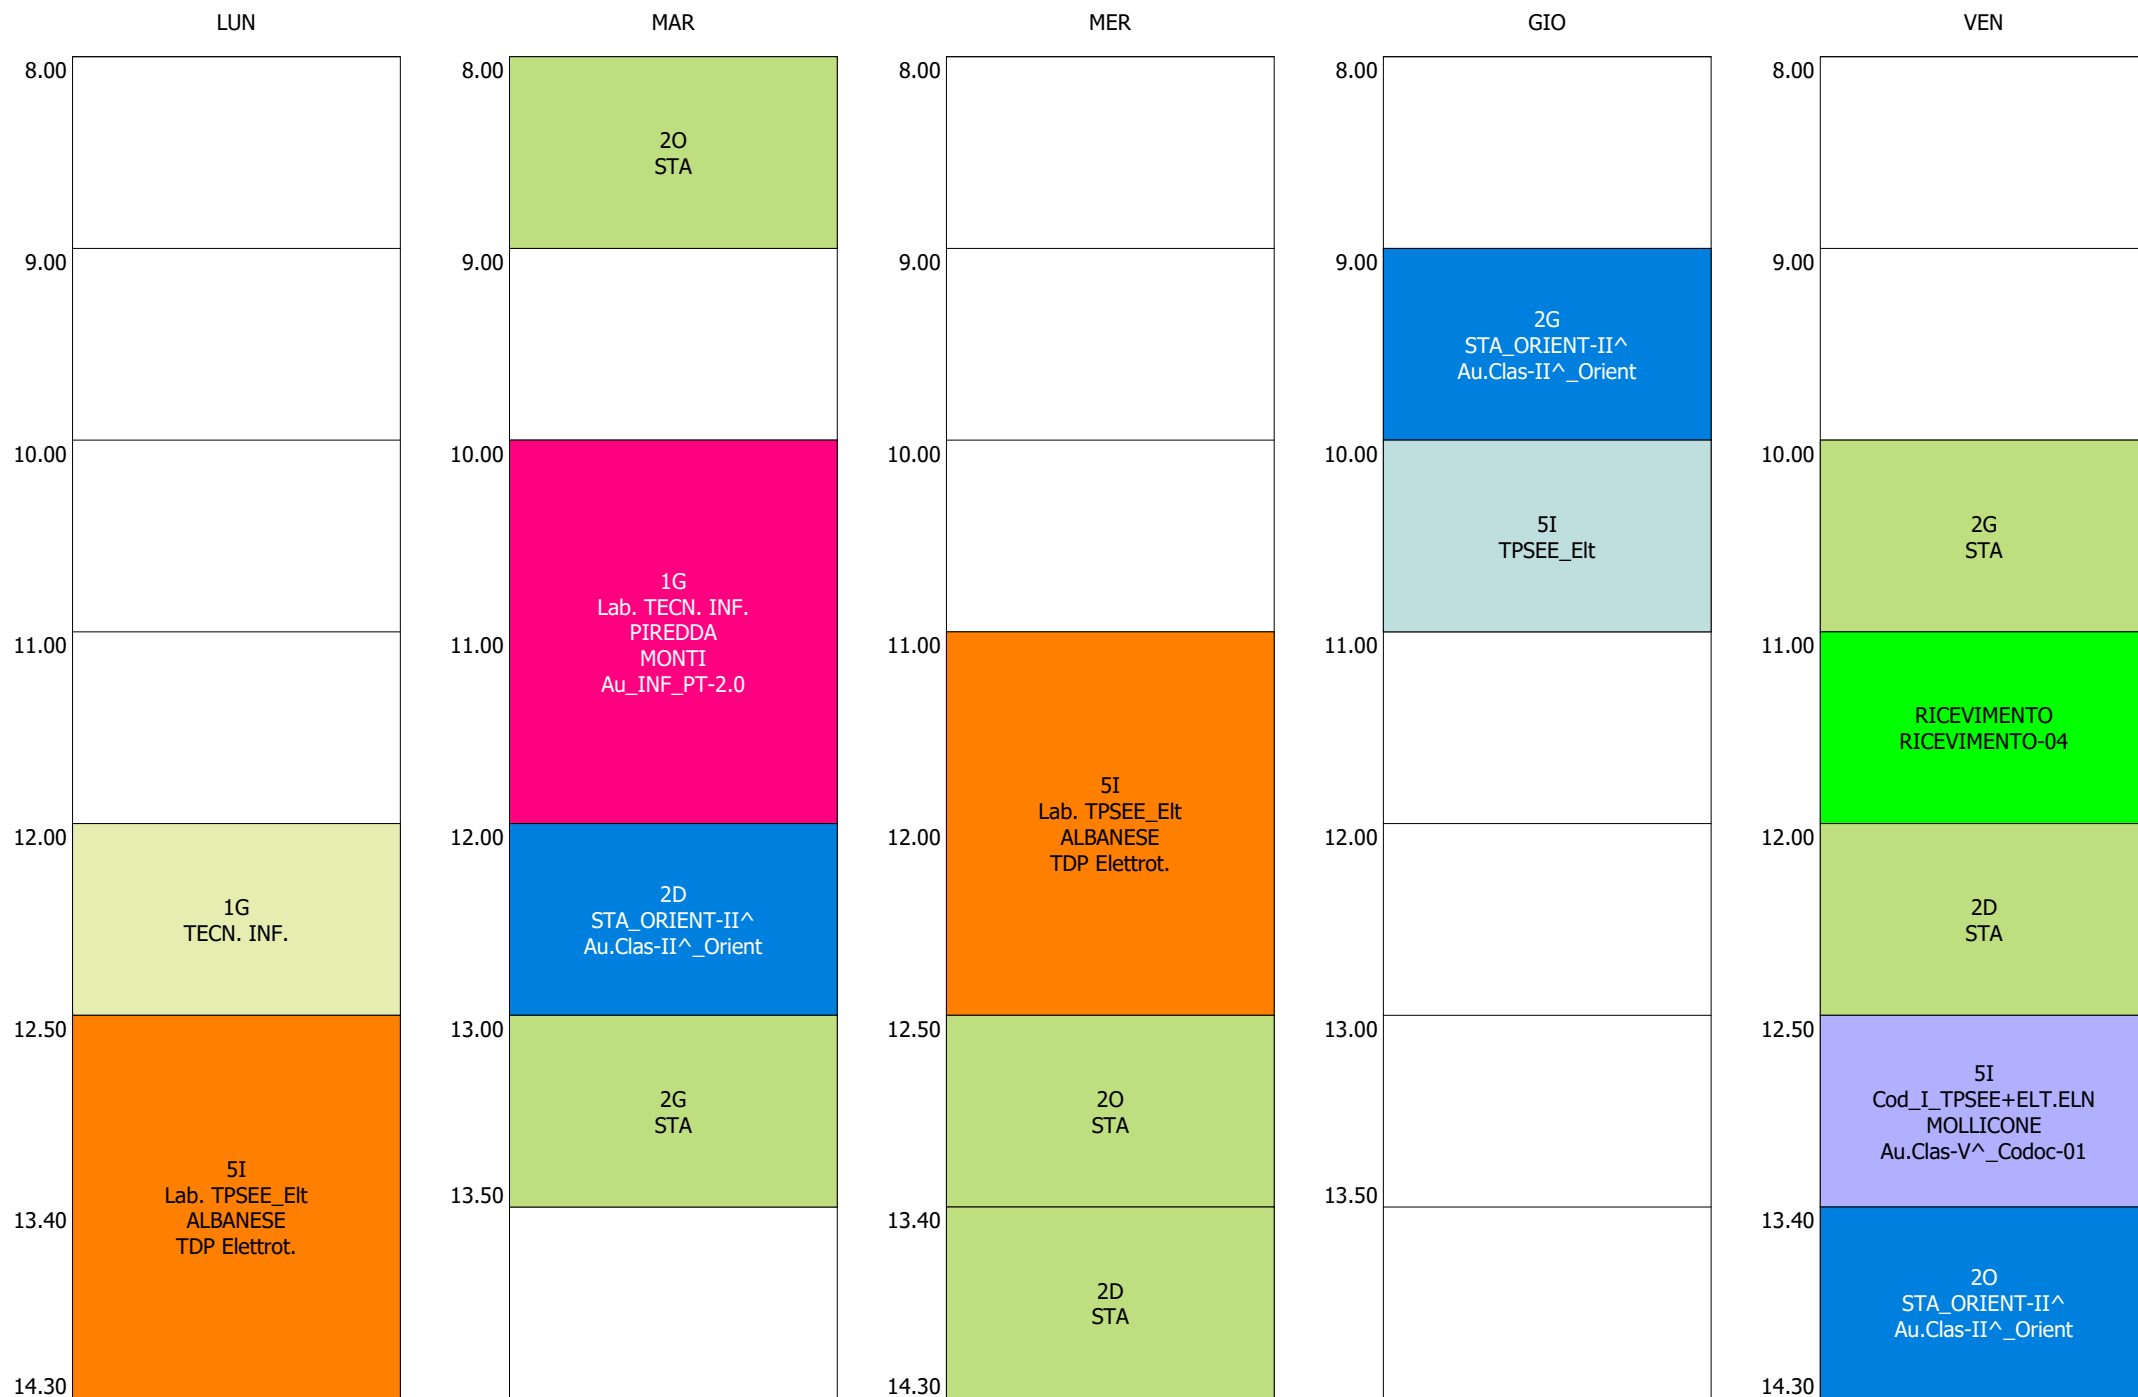 LUN
MAR
MER
GIO
VEN
8.00
9.00
10.00
11.00
12.00
1G
TECN. INF.
12.50
5I
Lab. TPSEE_Elt
ALBANESE
TDP Elettrot.
13.40
14.30
8.00
2O
STA
9.00
10.00
1G
Lab. TECN. INF.
PIREDDA
MONTI
Au_INF_PT-2.0
11.00
12.00
2D
STA_ORIENT-II^
Au.Clas-II^_Orient
13.00
2G
STA
13.50
8.00
9.00
10.00
11.00
5I
Lab. TPSEE_Elt
ALBANESE
TDP Elettrot.
12.00
12.50
2O
STA
13.40
2D
STA
14.30
8.00
9.00
2G
STA_ORIENT-II^
Au.Clas-II^_Orient
10.00
5I
TPSEE_Elt
11.00
12.00
13.00
13.50
8.00
9.00
10.00
2G
STA
11.00
RICEVIMENTO
RICEVIMENTO-04
12.00
2D
STA
12.50
5I
Cod_I_TPSEE+ELT.ELN
MOLLICONE
Au.Clas-V^_Codoc-01
13.40
2O
STA_ORIENT-II^
Au.Clas-II^_Orient
14.30